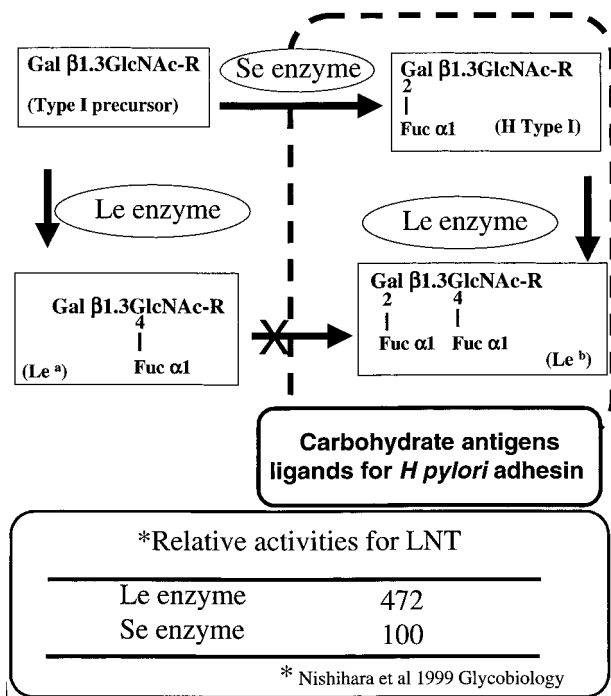 Gal β1.3GlcNAc-R
(Type I precursor)
Se enzyme
Gal β1.3GlcNAc-R
2
Fuc α1 (H Type I)
Le enzyme
Le enzyme
Gal β1.3GlcNAc-R
4
Fuc α1
(Le a)
X
Gal β1.3GlcNAc-R
2 4
Fuc α1 Fuc α1
(Le b)
Carbohydrate antigens
ligands for H pylori adhesin
*Relative activities for LNT
Le enzyme 472
Se enzyme 100
* Nishihara et al 1999 Glycobiology